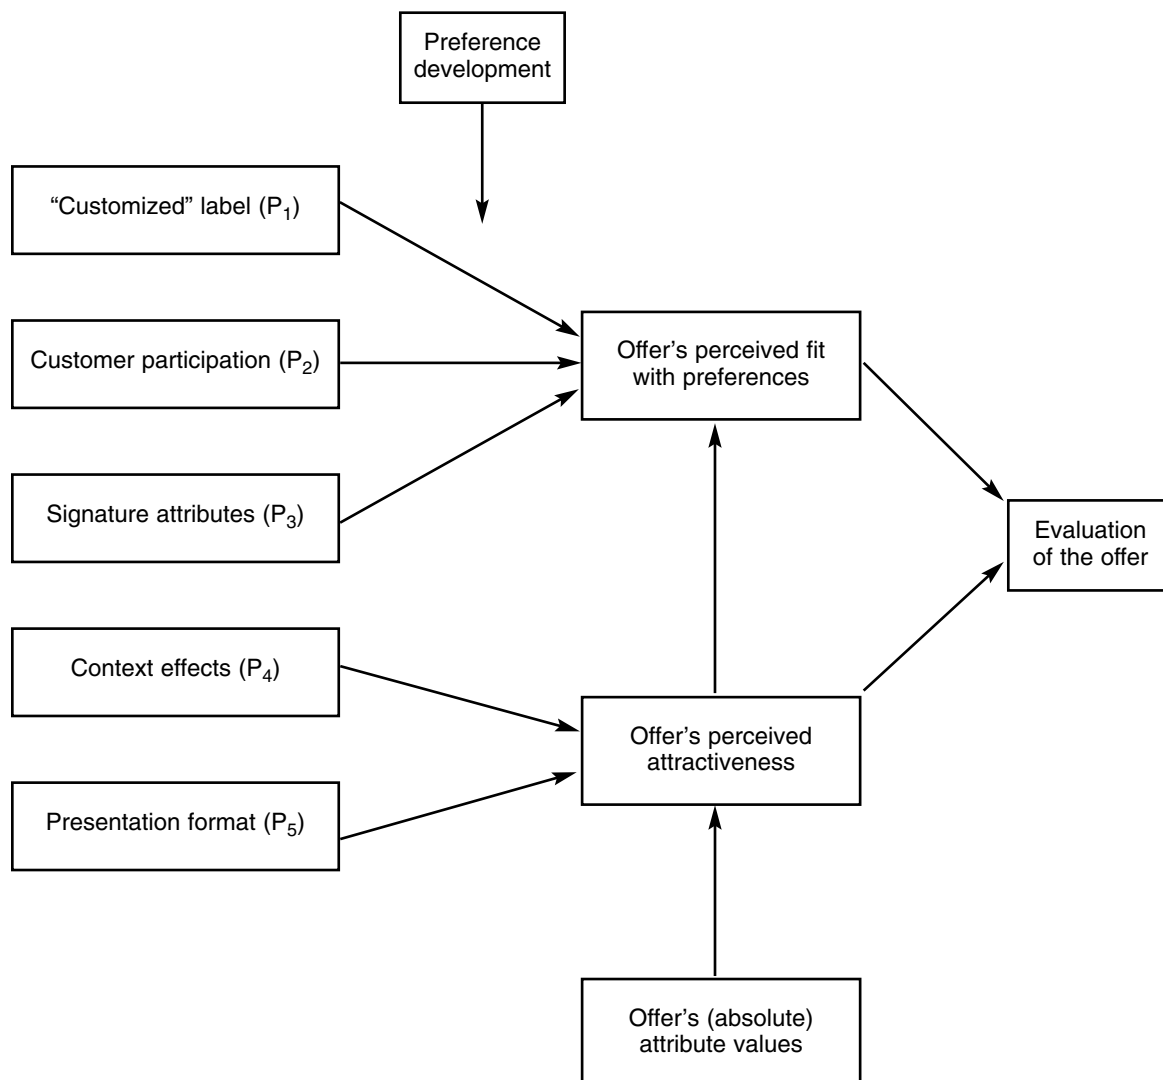 Preference
development
“Customized” label (P1)
Customer participation (P2)
Offer’s perceived fit
with preferences
Signature attributes (P3)
Evaluation
of the offer
Context effects (P4)
Offer’s perceived
attractiveness
Presentation format (P5)
Offer’s (absolute)
attribute values